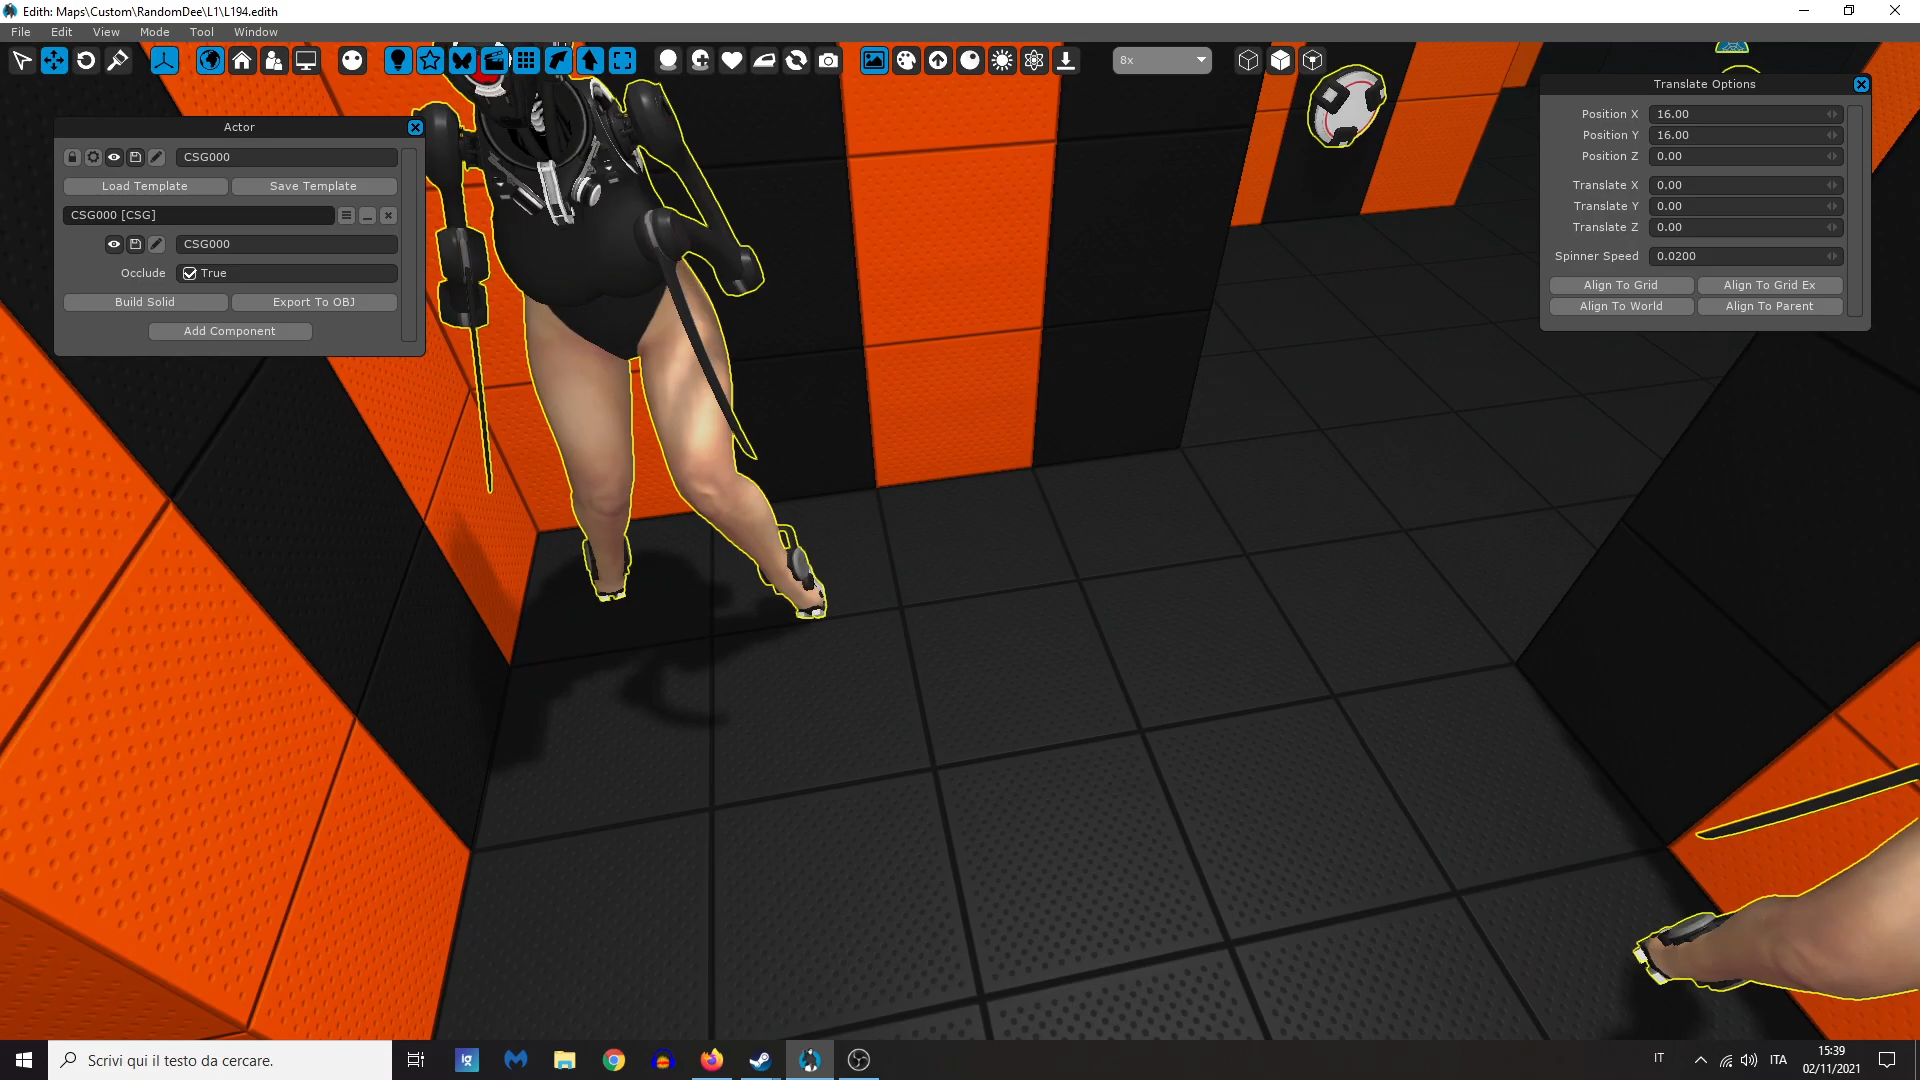 Edith: Maps\Custom\RandomDee\L1\L194.edith
File Edit View Mode Tool Window
8x
Actor
CSG000
Load Template Save Template
CSG000 [CSG]
CSG000
Occlude True
Build Solid Export To OBJ
Add Component
Translate Options
Position X 16.00
Position Y 16.00
Position Z 0.00
Translate X 0.00
Translate Y 0.00
Translate Z 0.00
Spinner Speed 0.0200
Align To Grid Align To Grid Ex
Align To World Align To Parent
Scrivi qui il testo da cercare.
IT
ITA
15:39
02/11/2021